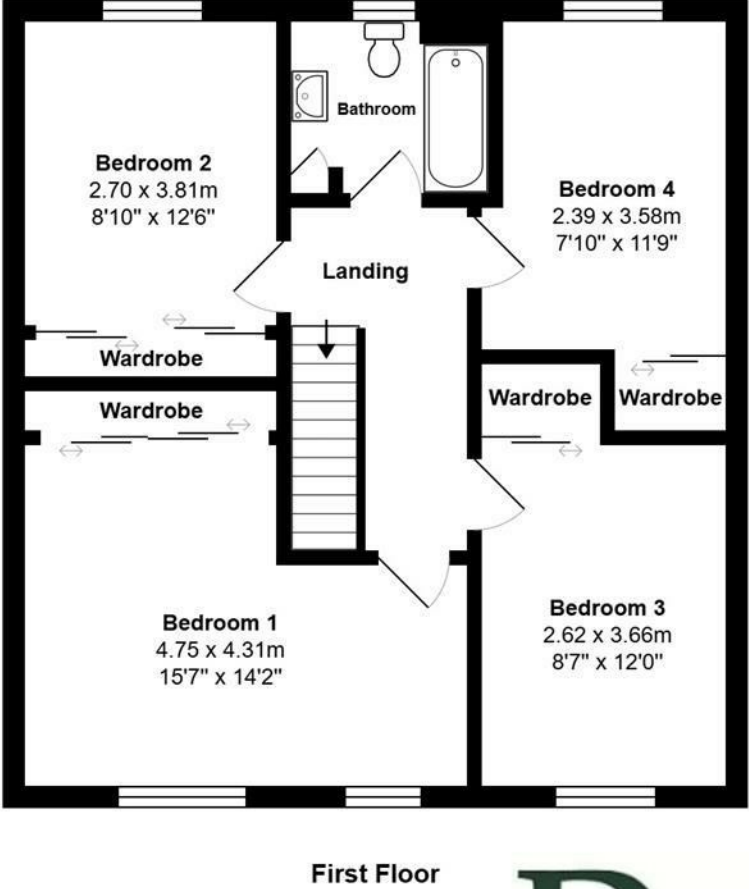 Bathroom
Bedroom 2
2.70 x 3.81m
8'10" x 12'6"
Bedroom 4
2.39 x 3.58m
7'10" x 11'9"
Landing
Wardrobe
Wardrobe
Wardrobe
Wardrobe
Bedroom 1
4.75 x 4.31m
15'7" x 14'2"
Bedroom 3
2.62 x 3.66m
8'7" x 12'0"
First Floor